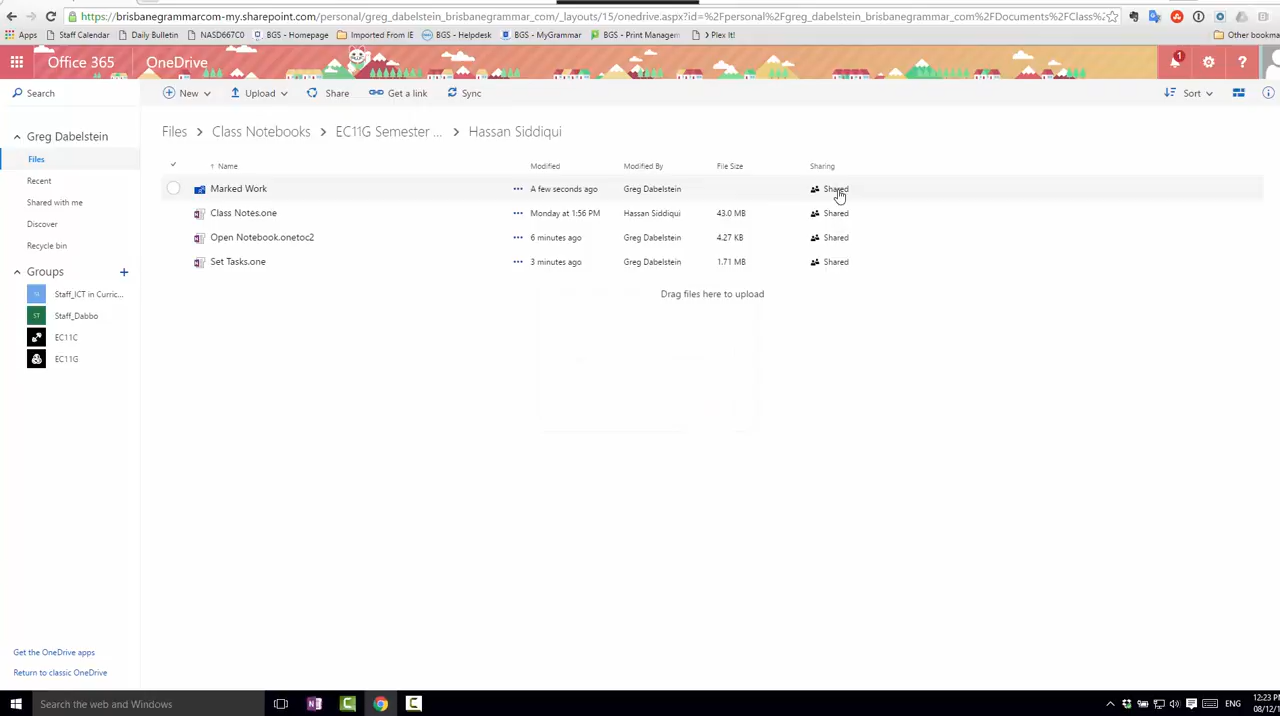 https://brisbanegrammarcom-my.sharepoint.com/personal/greg_dabelstein_brisbanegrammar_com/_layouts/15/onedrive.aspx?id=%2Fpersonal%2Fgreg_dabelstein_brisbanegrammar_com%2FDocuments%2FClass%
Apps Staff Calendar Daily Bulletin NASD667C0 BGS - Homepage Imported From IE BGS - Helpdesk BGS - MyGrammar BGS - Print Managem Plex It! Other bookma
Office 365 OneDrive 1 ?
Search New Upload Share Get a link Sync Sort
Greg Dabelstein Files > Class Notebooks > EC11G Semester ... > Hassan Siddiqui
Files Name Modified Modified By File Size Sharing
Recent Marked Work ... A few seconds ago Greg Dabelstein Shared
Shared with me Class Notes.one ... Monday at 1:56 PM Hassan Siddiqui 43.0 MB Shared
Discover Open Notebook.onetoc2 ... 6 minutes ago Greg Dabelstein 4.27 KB Shared
Recycle bin Set Tasks.one ... 3 minutes ago Greg Dabelstein 1.71 MB Shared
Groups +
Staff_ICT in Curric... Drag files here to upload
ST Staff_Dabbo
EC11C
EC11G
Get the OneDrive apps
Return to classic OneDrive
Search the web and Windows ENG 12:23 P
08/12/1